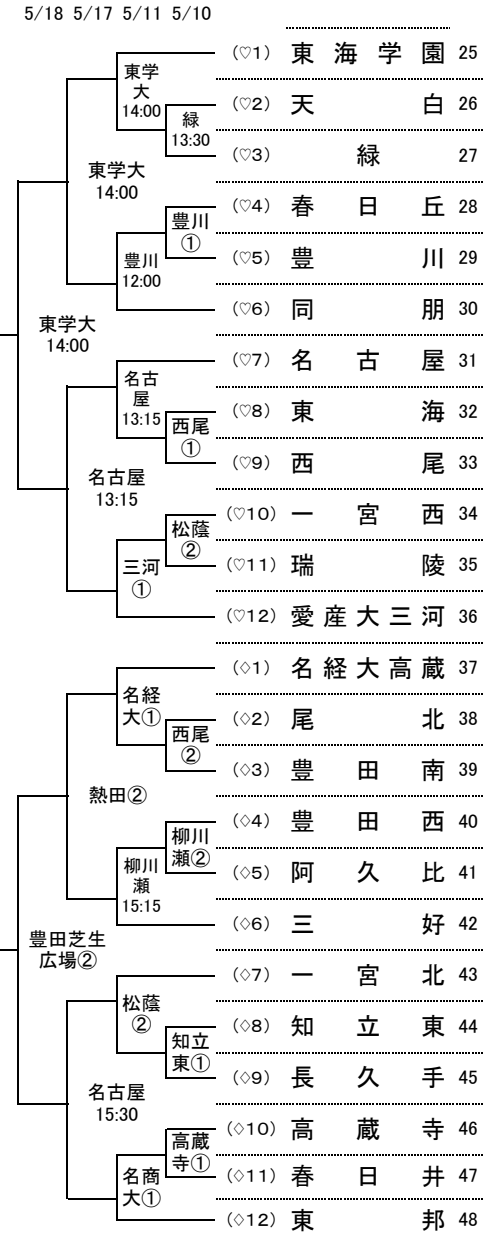 5/18 5/17 5/11 5/10
(♡1) 東海学園 25
東学
大
14:00
(♡2) 天白 26
緑
13:30
(♡3) 緑 27
東学大
14:00
(♡4) 春日丘 28
豊川
①
(♡5) 豊川 29
豊川
12:00
(♡6) 同朋 30
東学大
14:00
(♡7) 名古屋 31
名古
屋
13:15
(♡8) 東海 32
西尾
①
(♡9) 西尾 33
名古屋
13:15
(♡10) 一宮西 34
松蔭
②
(♡11) 瑞陵 35
三河
①
(♡12) 愛産大三河 36
(◇1) 名経大高蔵 37
名経
大①
(◇2) 尾北 38
西尾
②
(◇3) 豊田南 39
熱田②
(◇4) 豊田西 40
柳川
瀬②
(◇5) 阿久比 41
柳川
瀬
15:15
(◇6) 三好 42
豊田芝生
広場②
(◇7) 一宮北 43
松蔭
②
(◇8) 知立東 44
知立
東①
(◇9) 長久手 45
名古屋
15:30
(◇10) 高蔵寺 46
高蔵
寺①
(◇11) 春日井 47
名商
大①
(◇12) 東邦 48